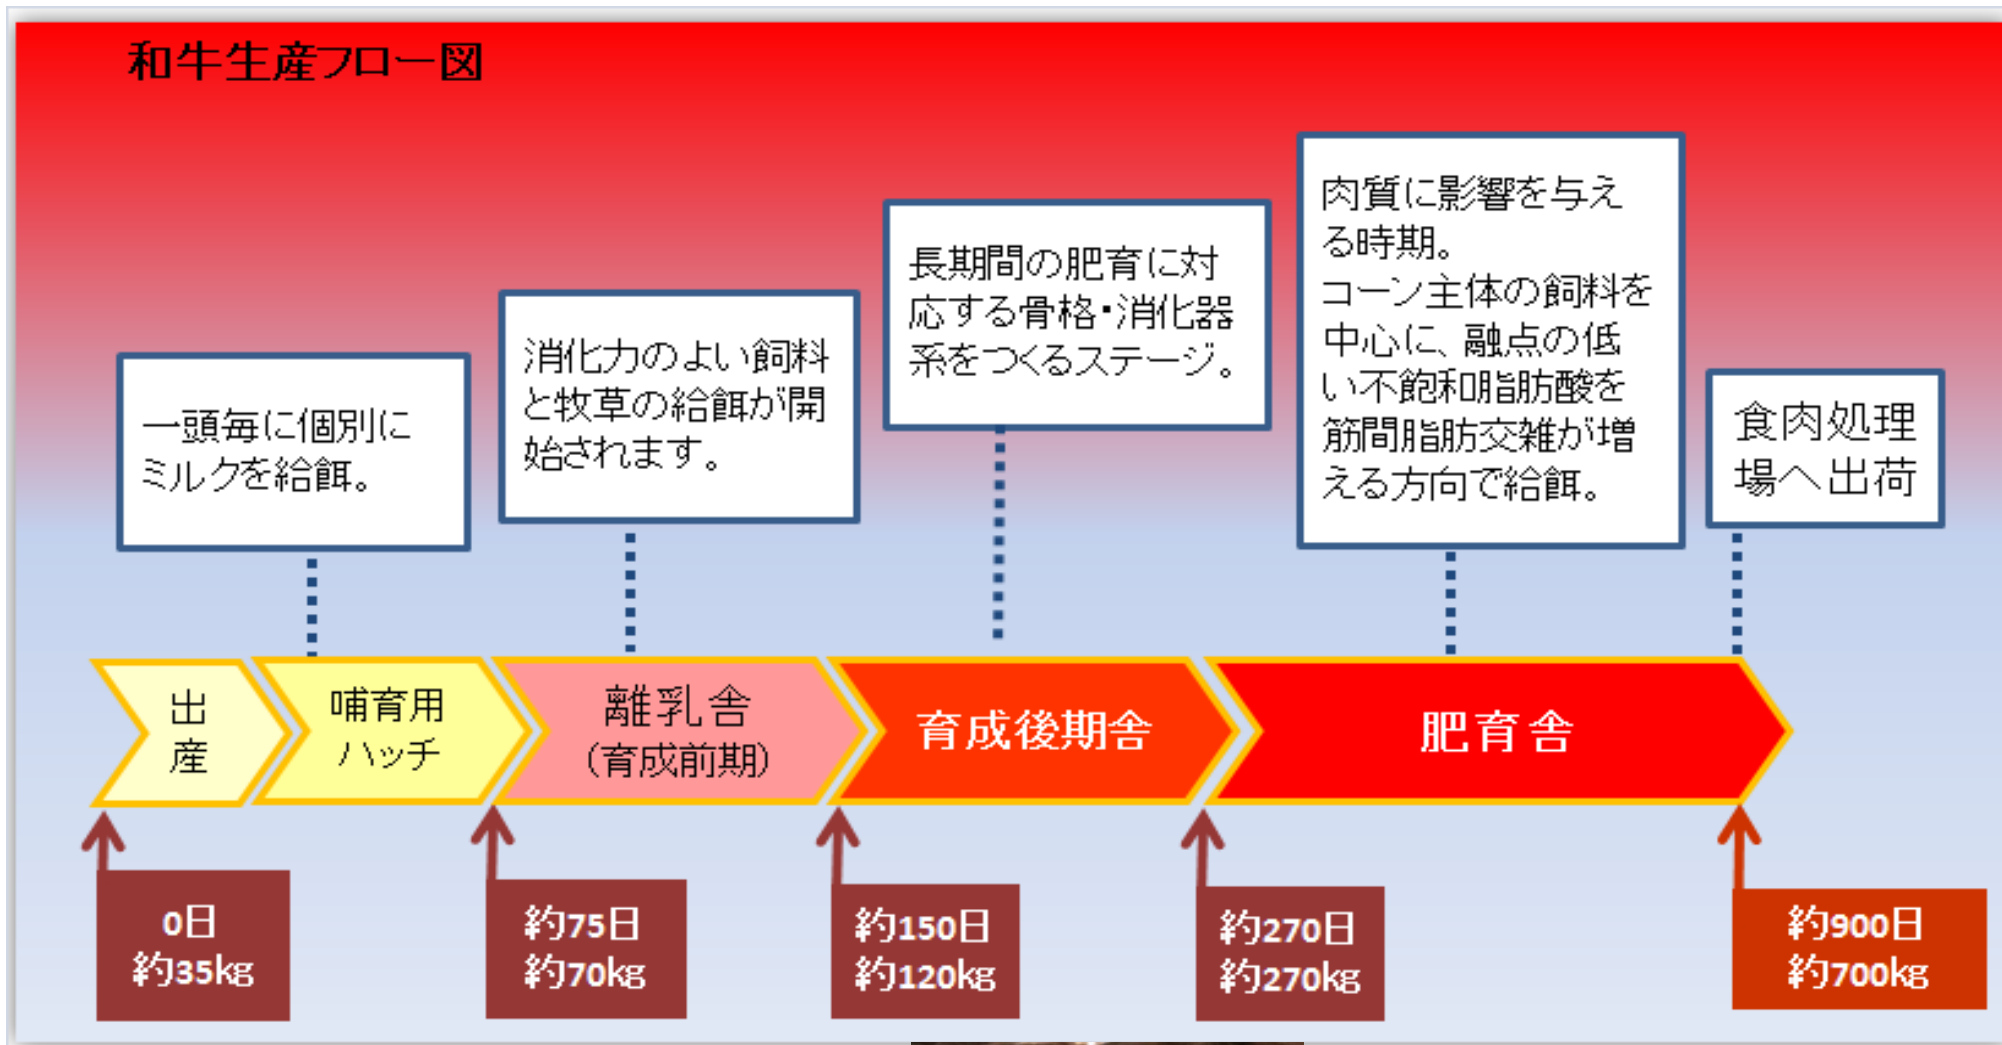 和牛生産フロー図
一頭毎に個別に
ミルクを給餌。
消化力のよい飼料
と牧草の給餌が開
始されます。
長期間の肥育に対
応する骨格・消化器
系をつくるステージ。
肉質に影響を与え
る時期。
コーン主体の飼料を
中心に、融点の低
い不飽和脂肪酸を
筋間脂肪交雑が増
える方向で給餌。
食肉処理
場へ出荷
出
産
哺育用
ハッチ
離乳舎
(育成前期)
育成後期舎
肥育舎
0日
約35kg
約75日
約70kg
約150日
約120kg
約270日
約270kg
約900日
約700kg